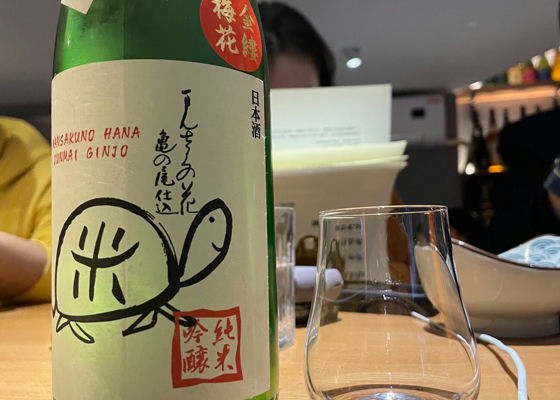 金縷
梅花
日本酒
MANSAKUNO HANA
JUNMAI GINJO
まんさくの花
亀の尾仕込
米
純米
吟醸